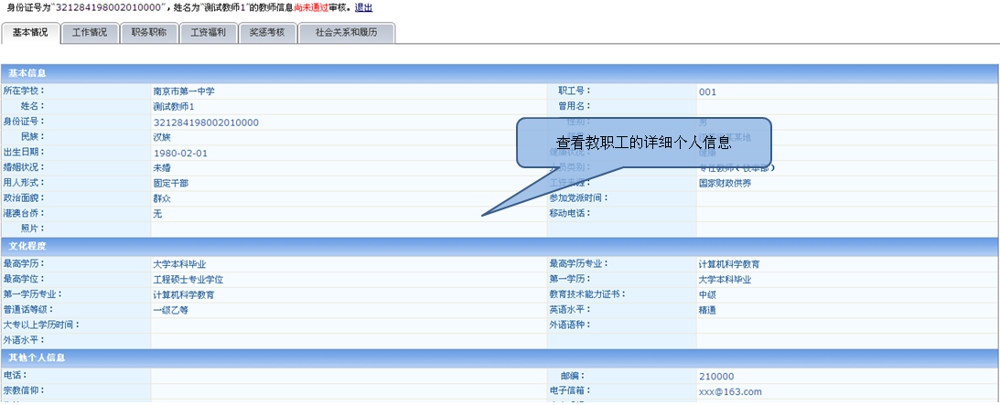 身份证号为"321284198002010000"，姓名为"测试教师1"的教师信息尚未通过审核。退出
基本情况 工作情况 职务职称 工资福利 奖惩考核 社会关系和履历
基本信息
所在学校： 南京市第一中学 职工号： 001
姓名： 测试教师1 曾用名：
身份证号： 321284198002010000 性别： 男
民族： 汉族 某地
查看教职工的详细个人信息
出生日期： 1980-02-01 健康状况： 健康
婚姻状况： 未婚 人员类别： 专任教师（校本部）
用人形式： 固定干部 工资来源： 国家财政供养
政治面貌： 群众 参加党派时间：
港澳台侨： 无 移动电话：
照片：
文化程度
最高学历： 大学本科毕业 最高学历专业： 计算机科学教育
最高学位： 工程硕士专业学位 第一学历： 大学本科毕业
第一学历专业： 计算机科学教育 教育技术能力证书： 中级
普通话等级： 一级乙等 英语水平： 精通
大专以上学历时间： 外语语种：
外语水平：
其他个人信息
电话： 邮编： 210000
宗教信仰： 电子信箱： xxx@163.com